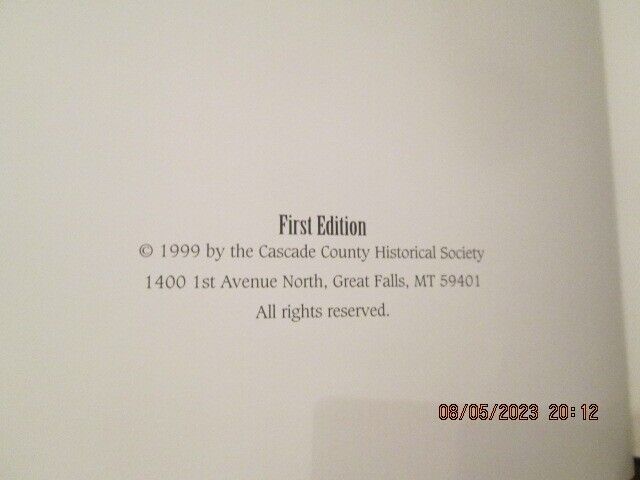 First Edition
© 1999 by the Cascade County Historical Society
1400 1st Avenue North, Great Falls, MT 59401
All rights reserved.
08/05/2023 20:12